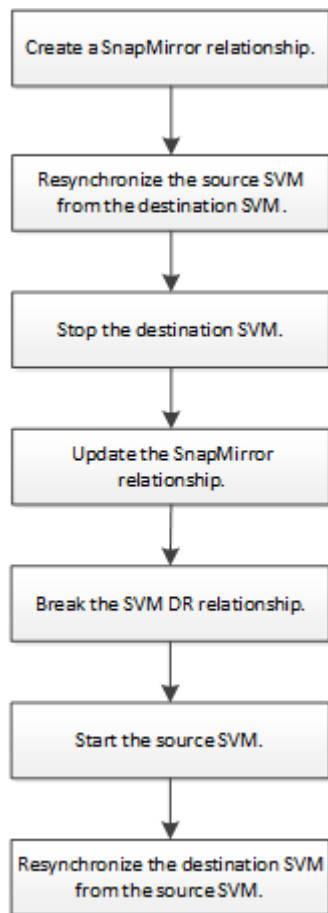 Create a SnapMirror relationship.
Resynchronize the source SVM
from the destination SVM.
Stop the destination SVM.
Update the SnapMirror
relationship.
Break the SVM DR relationship.
Start the source SVM.
Resynchronize the destination SVM
from the source SVM.